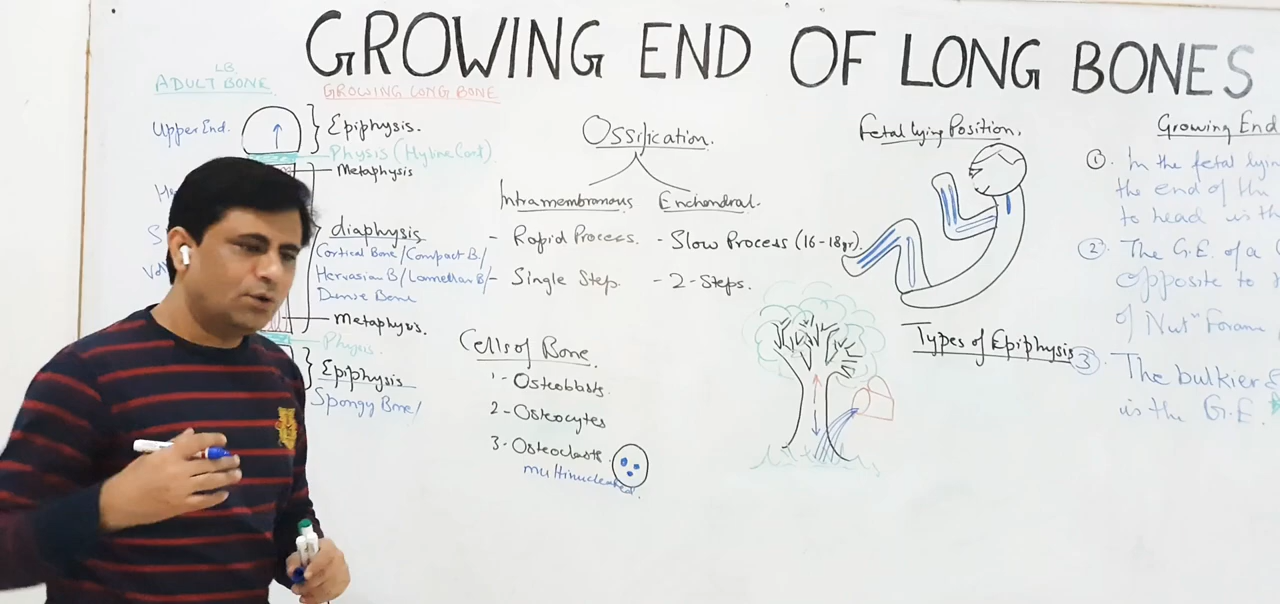 GROWING END OF LONG BONES
LB
ADULT BONE
GROWING LONG BONE
Upper End.
Epiphysis.
Physis (Hyline Cart)
Metaphysis
diaphysis
Cortical Bone/Compact B./
Hervasian B/Lamellar B/
Dense Bone
Metaphysis.
Physis.
Epiphysis
Spongy Bone/
Ossification.
Intramembranous
Enchondral.
- Rapid Process.
- Slow Process (16-18yr).
- Single Step.
- 2-Steps.
Cells of Bone
1- Osteoblasts.
2- Osteocytes
3- Osteoclasts.
multinucleated.
Fetal lying Position.
Types of Epiphysis
Growing End
①. In the fetal lyin
the end of
to head is th
② The G.E. of a
opposite to
of Nut" Foram
③ The bulkier
is the G.E.